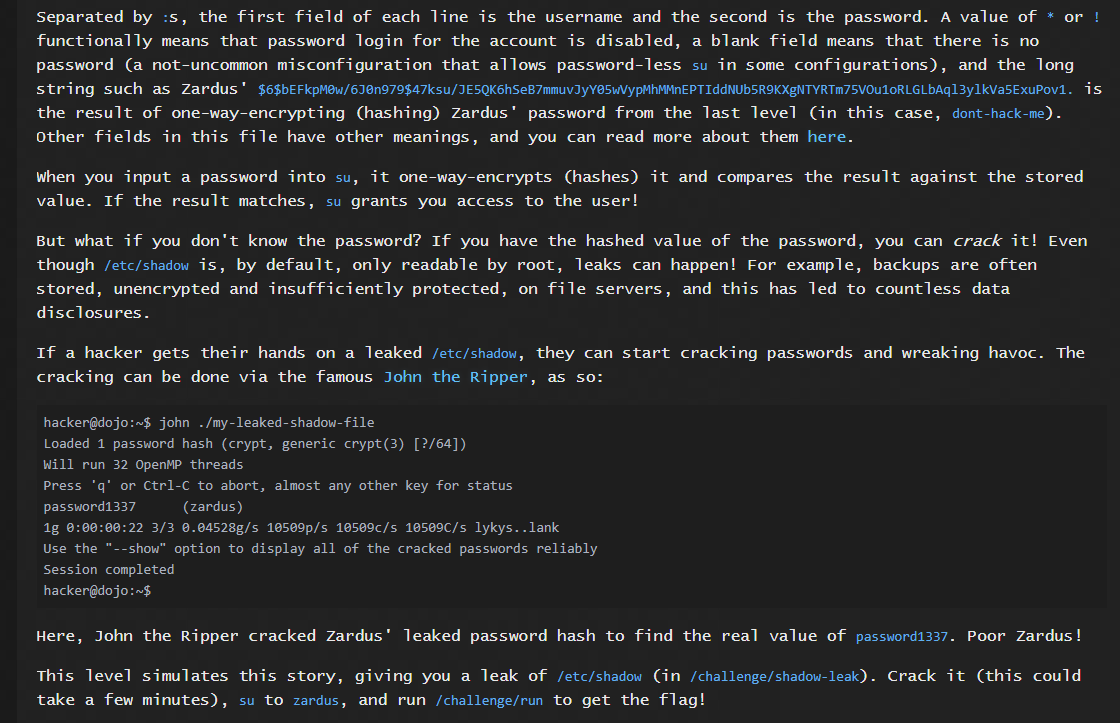 Separated by :s, the first field of each line is the username and the second is the password. A value of * or !
functionally means that password login for the account is disabled, a blank field means that there is no
password (a not-uncommon misconfiguration that allows password-less su in some configurations), and the long
string such as Zardus' $6$bEFkpM0w/6J0n979$47ksu/JE5QK6hSeB7mmuvJyY05wVypMhMMnEPTIddNUb5R9KXgNTYRTm75VOu1oRLGLbAql3ylkVa5ExuPov1. is
the result of one-way-encrypting (hashing) Zardus' password from the last level (in this case, dont-hack-me).
Other fields in this file have other meanings, and you can read more about them here.
When you input a password into su, it one-way-encrypts (hashes) it and compares the result against the stored
value. If the result matches, su grants you access to the user!
But what if you don't know the password? If you have the hashed value of the password, you can crack it! Even
though /etc/shadow is, by default, only readable by root, leaks can happen! For example, backups are often
stored, unencrypted and insufficiently protected, on file servers, and this has led to countless data
disclosures.
If a hacker gets their hands on a leaked /etc/shadow, they can start cracking passwords and wreaking havoc. The
cracking can be done via the famous John the Ripper, as so:
hacker@dojo:~$ john ./my-leaked-shadow-file
Loaded 1 password hash (crypt, generic crypt(3) [?/64])
Will run 32 OpenMP threads
Press 'q' or Ctrl-C to abort, almost any other key for status
password1337      (zardus)
1g 0:00:00:22 3/3 0.04528g/s 10509p/s 10509c/s 10509C/s lykys..lank
Use the "--show" option to display all of the cracked passwords reliably
Session completed
hacker@dojo:~$
Here, John the Ripper cracked Zardus' leaked password hash to find the real value of password1337. Poor Zardus!
This level simulates this story, giving you a leak of /etc/shadow (in /challenge/shadow-leak). Crack it (this could
take a few minutes), su to zardus, and run /challenge/run to get the flag!